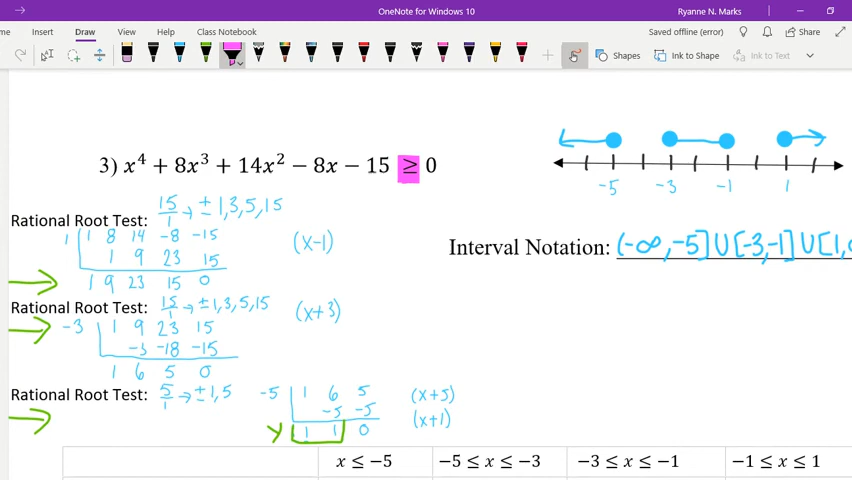 OneNote for Windows 10
Ryanne N. Marks
Insert Draw View Help Class Notebook
Saved offline (error) Share
Shapes Ink to Shape Ink to Text
3) x⁴ + 8x³ + 14x² − 8x − 15 ≥ 0
-5 -3 -1 1
Interval Notation: (-∞,-5]U[-3,-1]U[1,
Rational Root Test: 15/1 → ± 1,3,5,15
1 | 1 8 14 -8 -15 (x-1)
1 9 23 15
1 9 23 15 0
Rational Root Test: 15/1 → ± 1,3,5,15 (x+3)
-3 | 1 9 23 15
-3 -18 -15
1 6 5 0
Rational Root Test: 5/1 → ± 1,5 -5 | 1 6 5 (x+5)
-5 -5 (x+1)
1 1 0
x ≤ −5 −5 ≤ x ≤ −3 −3 ≤ x ≤ −1 −1 ≤ x ≤ 1